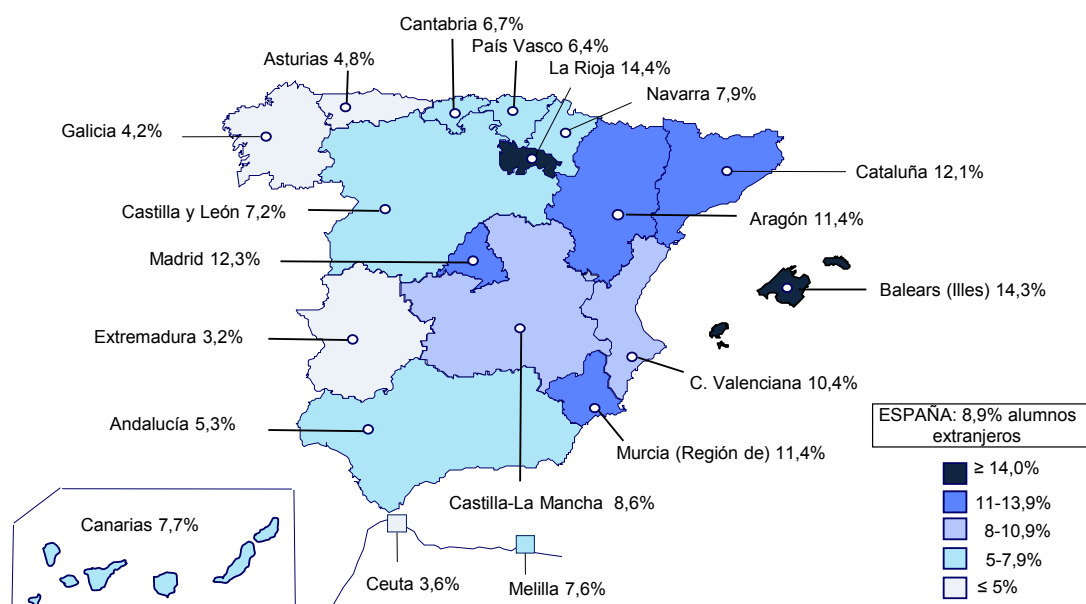 Cantabria 6,7%
País Vasco 6,4%
Asturias 4,8%
La Rioja 14,4%
Navarra 7,9%
Galicia 4,2%
Cataluña 12,1%
Castilla y León 7,2%
Aragón 11,4%
Madrid 12,3%
Balears (Illes) 14,3%
Extremadura 3,2%
C. Valenciana 10,4%
Andalucía 5,3%
Murcia (Región de) 11,4%
Castilla-La Mancha 8,6%
Canarias 7,7%
Ceuta 3,6%
Melilla 7,6%
ESPAÑA: 8,9% alumnos
extranjeros
≥ 14,0%
11-13,9%
8-10,9%
5-7,9%
≤ 5%